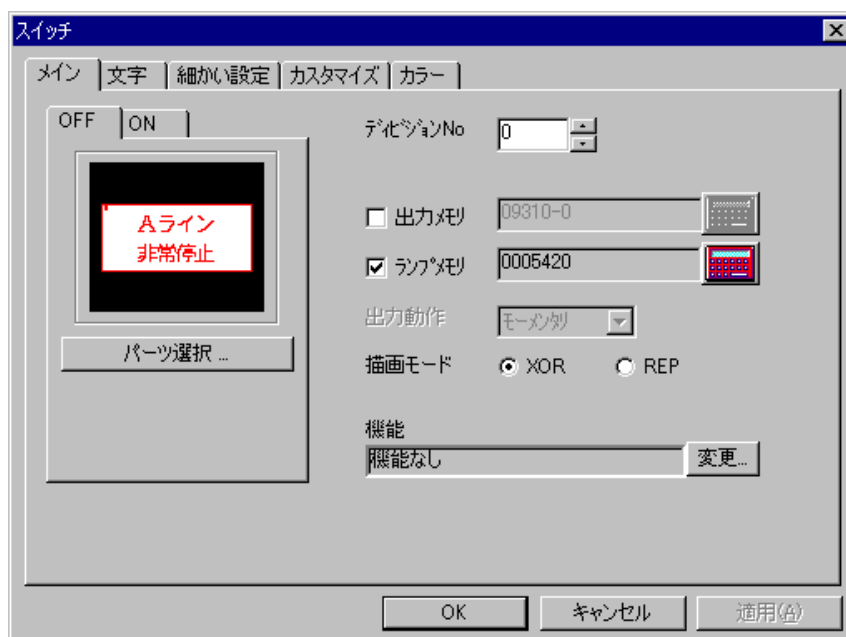 スイッチ
メイン 文字 細かい設定 カスタマイズ カラー
OFF ON
Aライン
非常停止
パーツ選択 ...
ディビジョンNo 0
出力メモリ 09310-0
ランプメモリ 0005420
出力動作 モーメンタリ
描画モード XOR REP
機能
機能なし 変更...
OK キャンセル 適用(A)